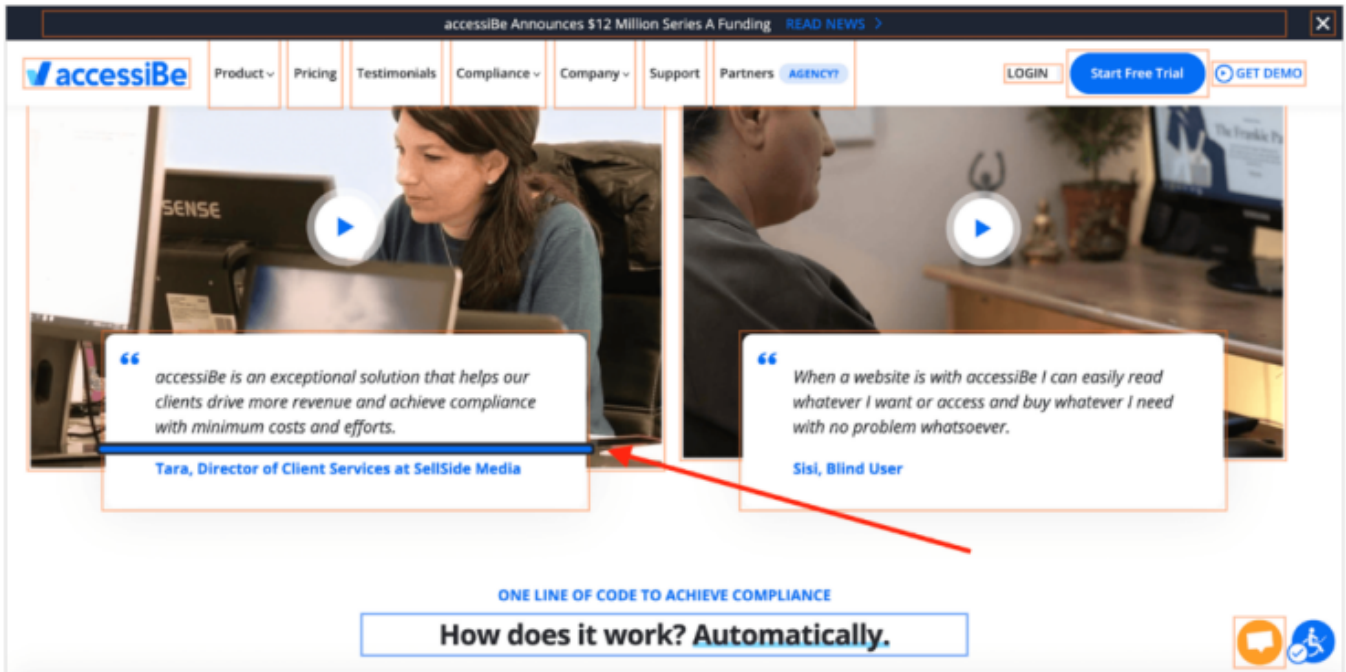 accessiBe Announces $12 Million Series A Funding READ NEWS
accessiBe Product Pricing Testimonials Compliance Company Support Partners AGENCY? LOGIN Start Free Trial GET DEMO
SENSE
The Frankie
“ accessiBe is an exceptional solution that helps our
clients drive more revenue and achieve compliance
with minimum costs and efforts.
Tara, Director of Client Services at SellSide Media
“ When a website is with accessiBe I can easily read
whatever I want or access and buy whatever I need
with no problem whatsoever.
Sisi, Blind User
ONE LINE OF CODE TO ACHIEVE COMPLIANCE
How does it work? Automatically.